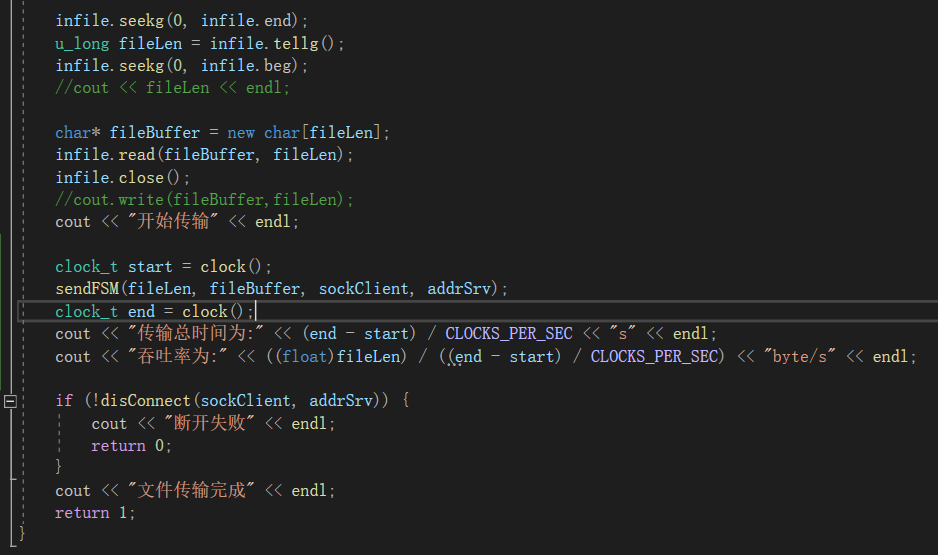 infile.seekg(0, infile.end);
u_long fileLen = infile.tellg();
infile.seekg(0, infile.beg);
//cout << fileLen << endl;
char* fileBuffer = new char[fileLen];
infile.read(fileBuffer, fileLen);
infile.close();
//cout.write(fileBuffer,fileLen);
cout << "开始传输" << endl;
clock_t start = clock();
sendFSM(fileLen, fileBuffer, sockClient, addrSrv);
clock_t end = clock();
cout << "传输总时间为:" << (end - start) / CLOCKS_PER_SEC << "s" << endl;
cout << "吞吐率为:" << ((float)fileLen) / ((end - start) / CLOCKS_PER_SEC) << "byte/s" << endl;
if (!disConnect(sockClient, addrSrv)) {
cout << "断开失败" << endl;
return 0;
}
cout << "文件传输完成" << endl;
return 1;
}